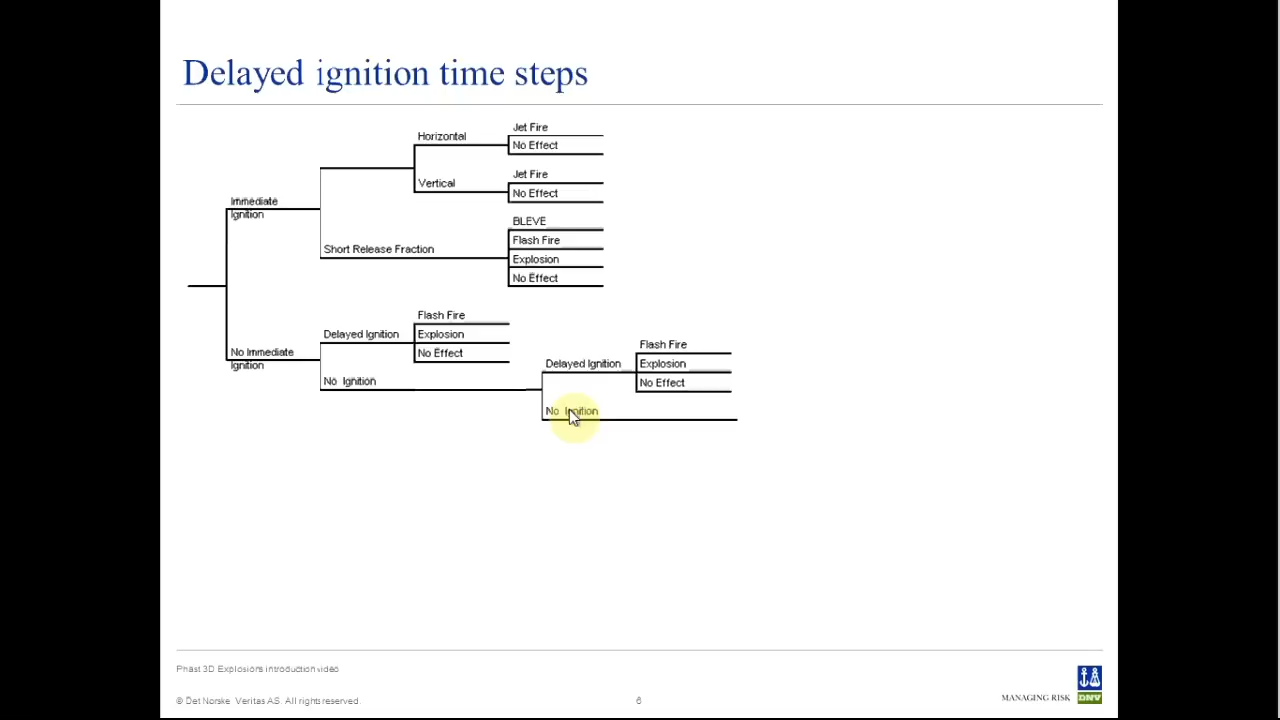 Delayed ignition time steps
Jet Fire
Horizontal
No Effect
Jet Fire
Vertical
No Effect
Immediate
Ignition
BLEVE
Flash Fire
Short Release Fraction
Explosion
No Effect
Flash Fire
Delayed Ignition
Explosion
No Effect
No Immediate
Ignition
No Ignition
Flash Fire
Delayed Ignition
Explosion
No Effect
No Ignition
Phast 3D Explosions introduction video
© Det Norske Veritas AS. All rights reserved.
6
MANAGING RISK
DNV